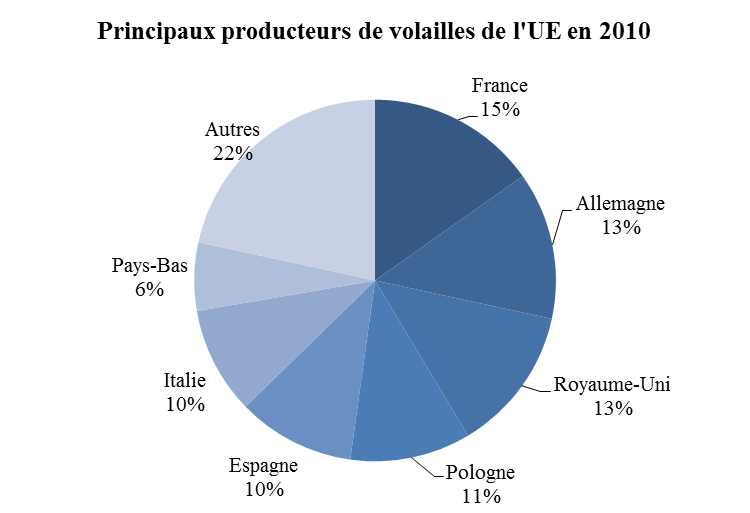 Principaux producteurs de volailles de l'UE en 2010
France
15%
Allemagne
13%
Royaume-Uni
13%
Pologne
11%
Espagne
10%
Italie
10%
Pays-Bas
6%
Autres
22%